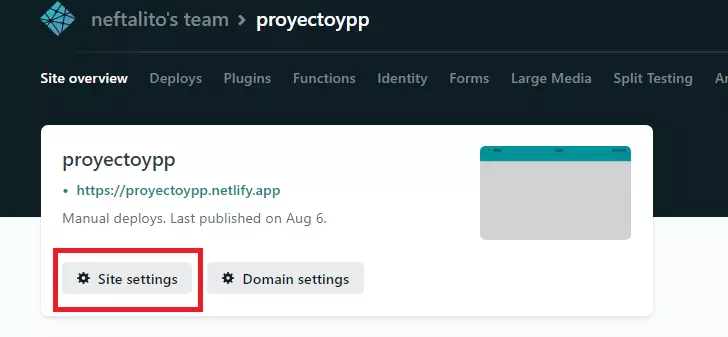 neftalito's team > proyectoypp
Site overview Deploys Plugins Functions Identity Forms Large Media Split Testing
proyectoypp
• https://proyectoypp.netlify.app
Manual deploys. Last published on Aug 6.
Site settings Domain settings